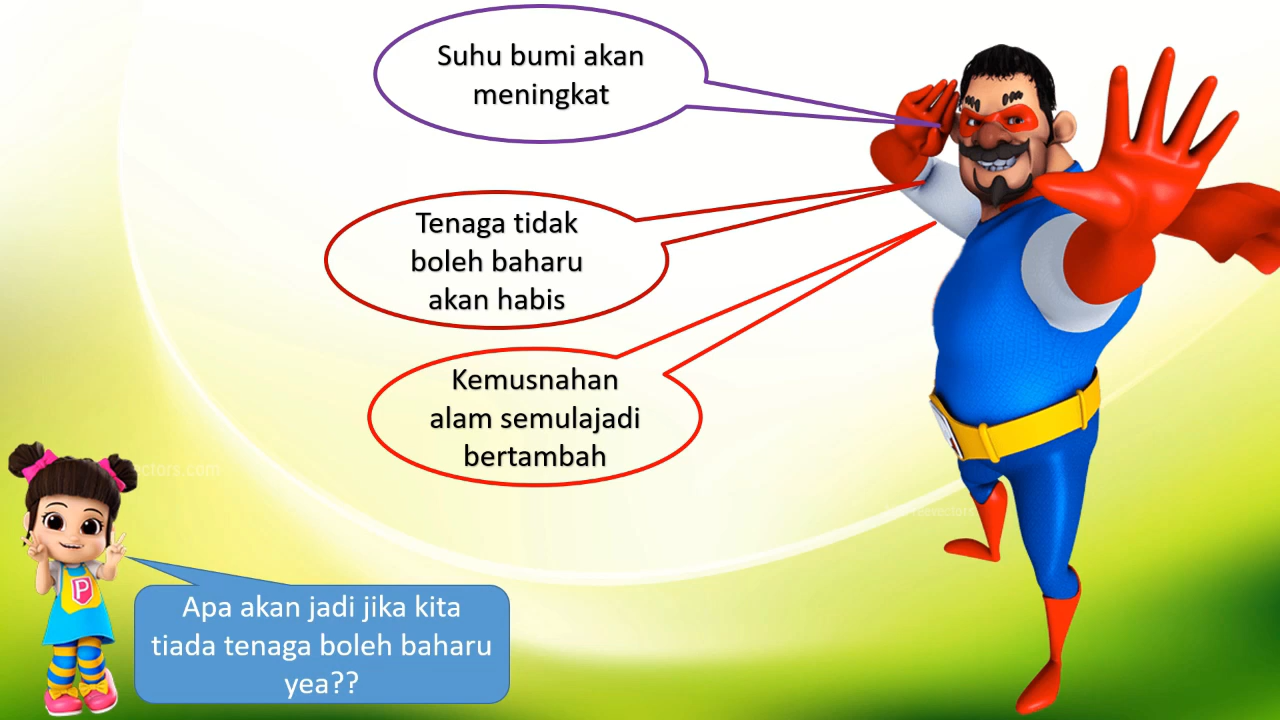 Suhu bumi akan
meningkat
Tenaga tidak
boleh baharu
akan habis
Kemusnahan
alam semulajadi
bertambah
P
Apa akan jadi jika kita
tiada tenaga boleh baharu
yea??